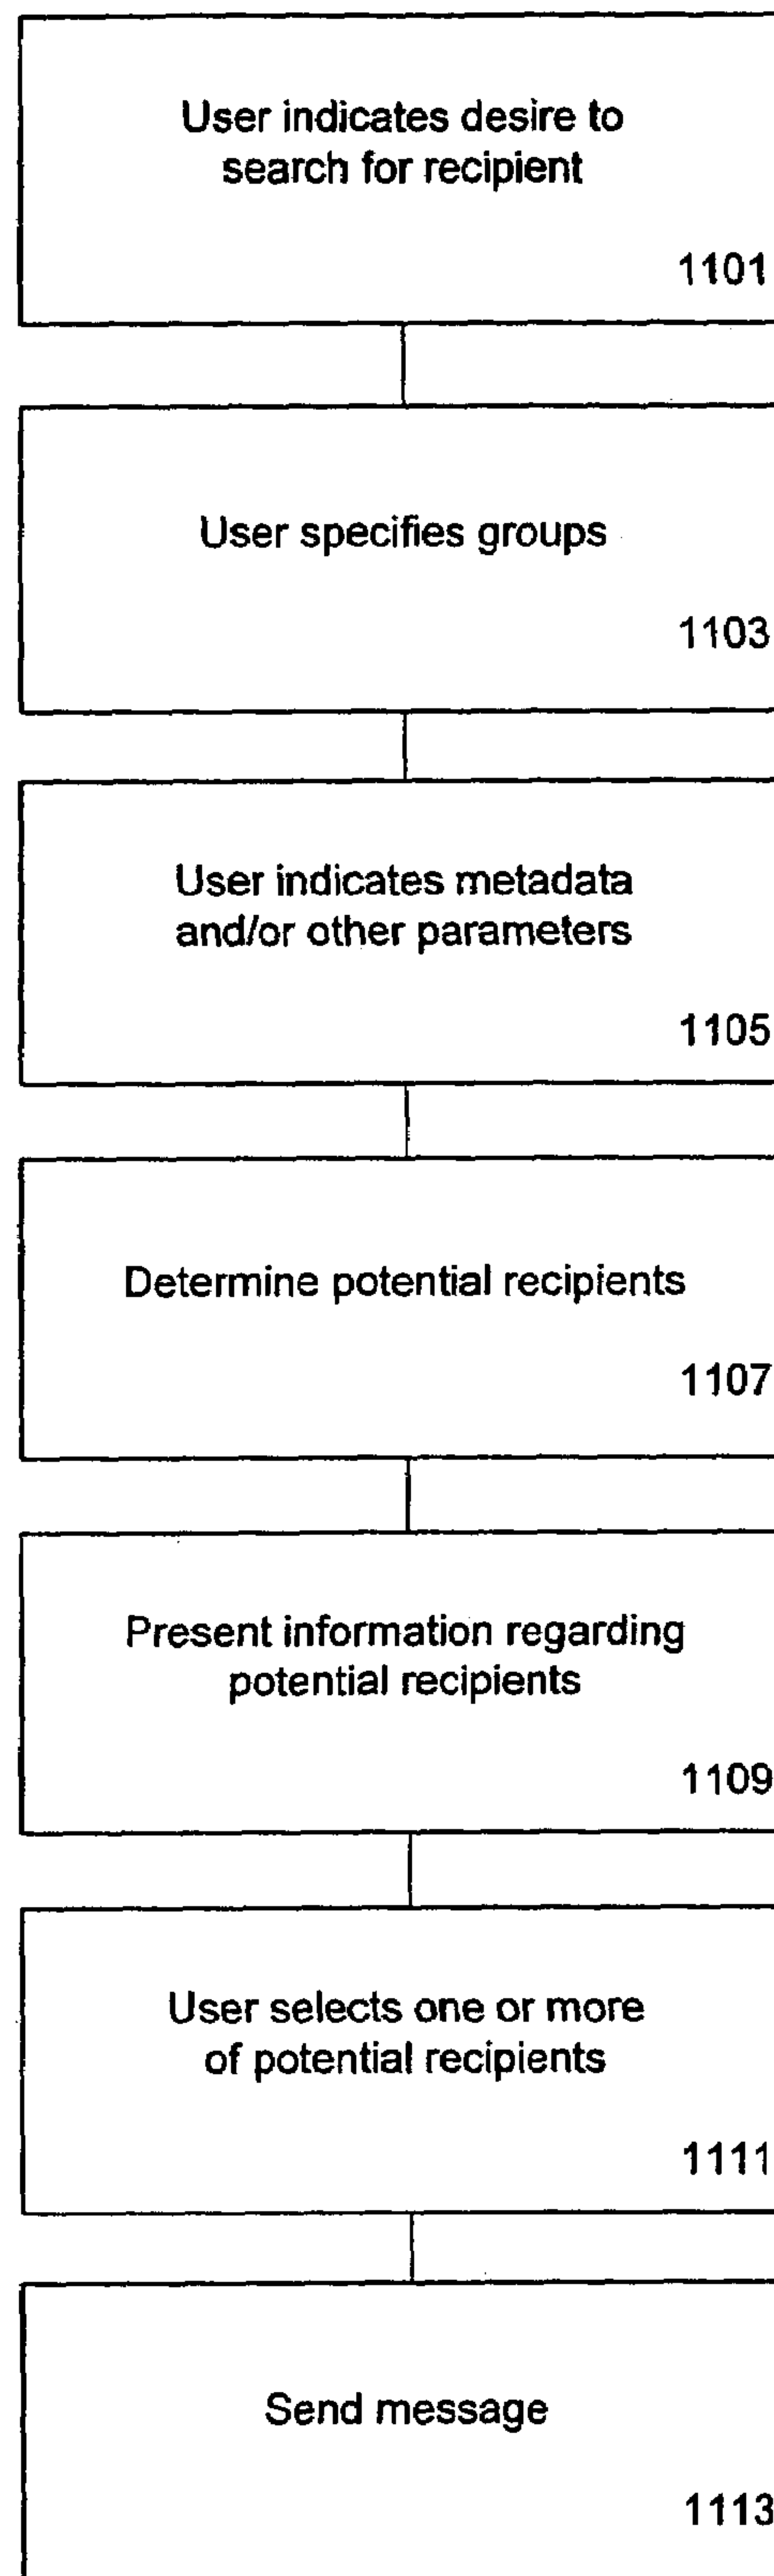 User indicates desire to
search for recipient
1101
User specifies groups
1103
User indicates metadata
and/or other parameters
1105
Determine potential recipients
1107
Present information regarding
potential recipients
1109
User selects one or more
of potential recipients
1111
Send message
1113